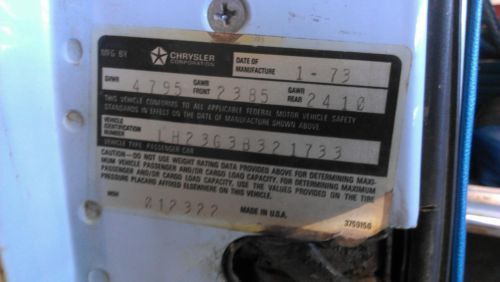 MFG BY CHRYSLER CORPORATION DATE OF MANUFACTURE 1-73
GVWR 4795 GAWR FRONT 2385 GAWR REAR 2410
THIS VEHICLE CONFORMS TO ALL APPLICABLE FEDERAL MOTOR VEHICLE SAFETY
STANDARDS IN EFFECT ON THE DATE OF MANUFACTURE SHOWN ABOVE.
VEHICLE IDENTIFICATION NUMBER LH23G3B321733
VEHICLE TYPE PASSENGER CAR
CAUTION—DO NOT USE WEIGHT RATING DATA PROVIDED ABOVE FOR DETERMINING MAXI-
MUM VEHICLE PASSENGER AND/OR CARGO LOAD CAPACITY. FOR DETERMINING MAXIMUM
PASSENGER AND/OR CARGO LOAD CAPACITY, USE THE VALUES PROVIDED ON THE TIRE
PRESSURE PLACARD AFFIXED ELSEWHERE ON THIS VEHICLE.
MDH 012322 MADE IN U.S.A. 3759150